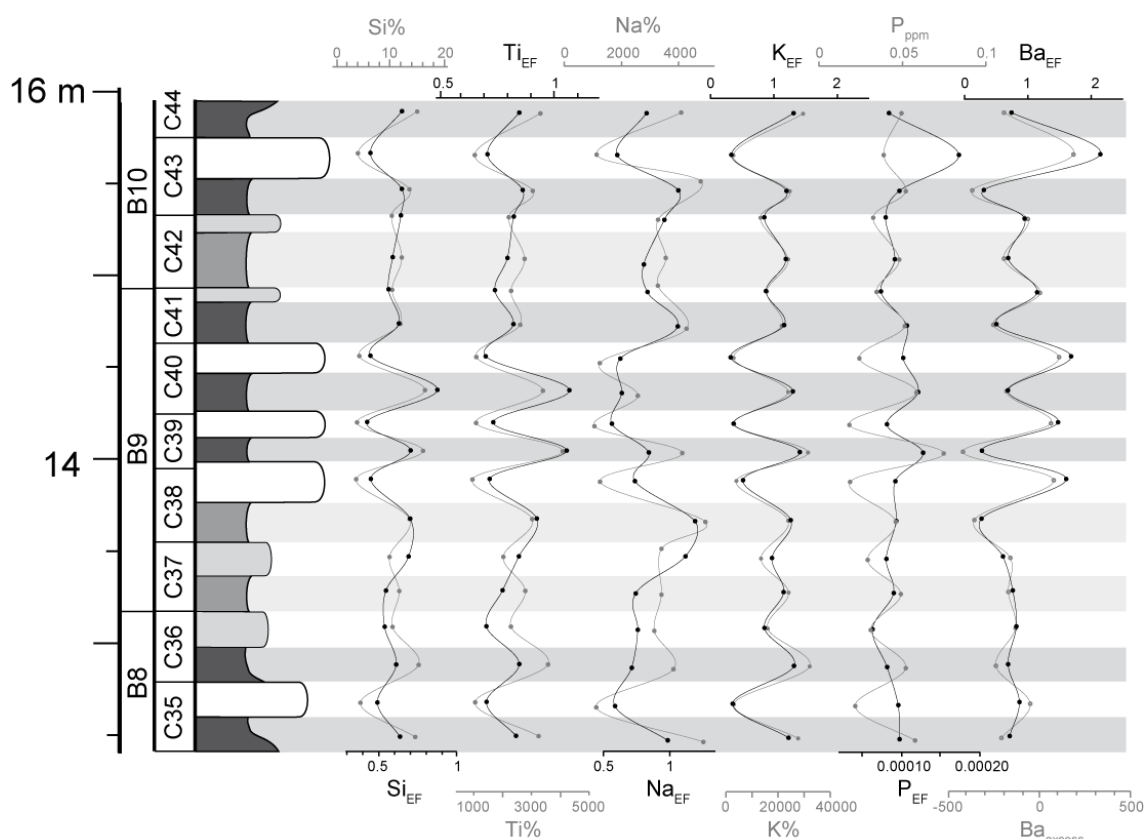 Si%
Na%
P_ppm
0 10 20
Ti_EF
0 2000 4000
K_EF
0 0.05 0.1
Ba_EF
16 m
0.5 1
0 1 2
0 1 2
C44
C43
B10
C42
C41
C40
B9
C39
14
C38
C37
C36
B8
C35
0.5 1
0.5 1
0.00010 0.00020
Si_EF
1000 3000 5000
Na_EF
0 20000 40000
P_EF
-500 0 500
Ti%
K%
Ba_excess